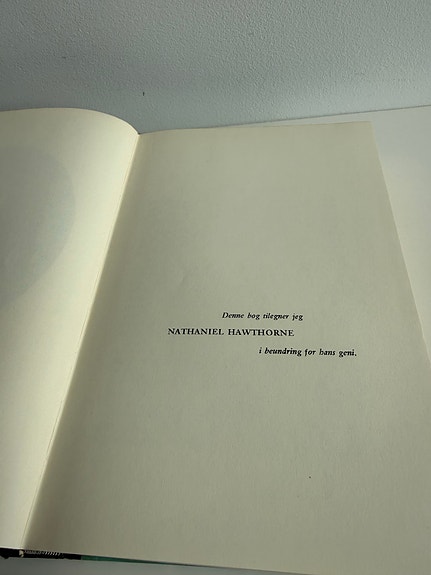 Denne bog tilegner jeg
NATHANIEL HAWTHORNE
i beundring for hans geni.